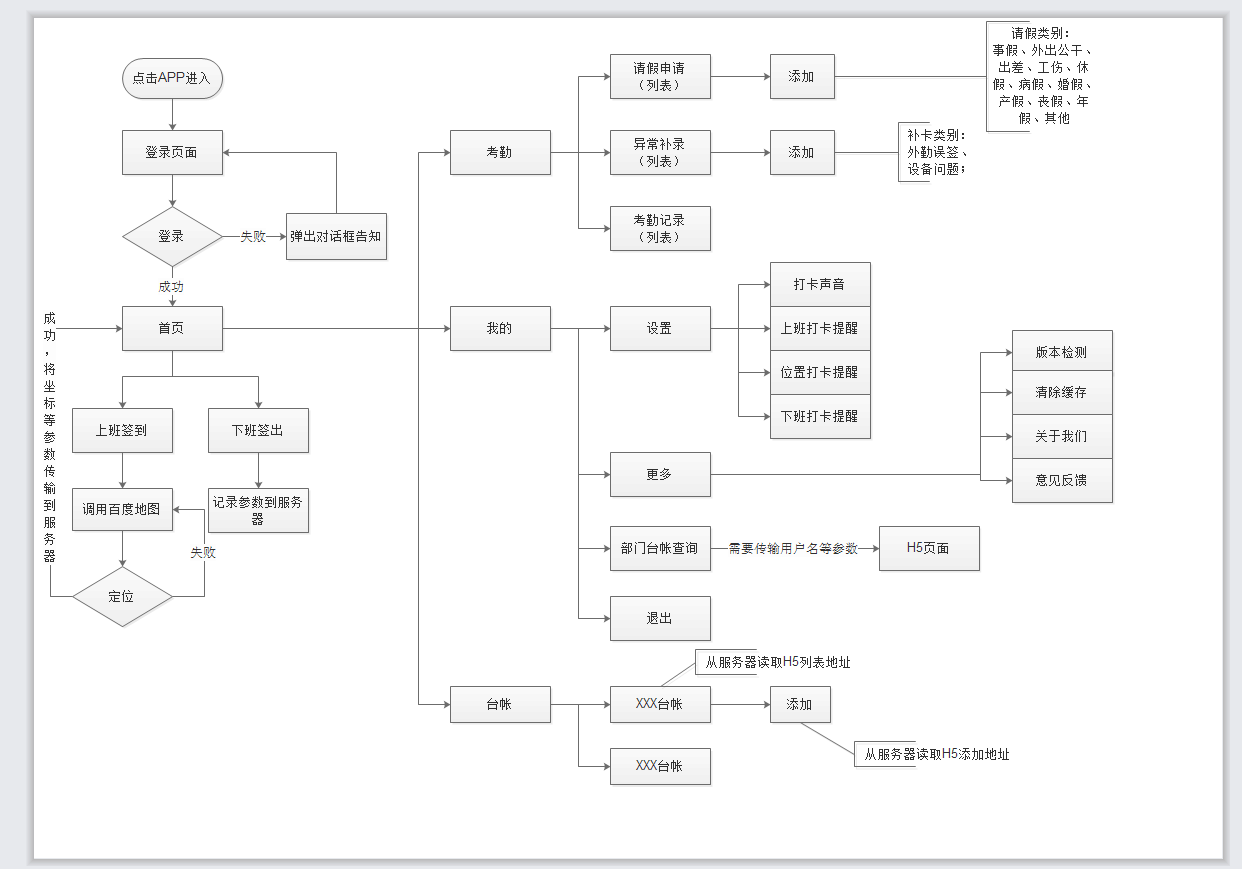 点击APP进入
登录页面
登录
失败
弹出对话框告知
成功
首页
成功，将坐标等参数传输到服务器
上班签到
下班签出
调用百度地图
记录参数到服务
器
失败
定位
考勤
请假申请
（列表）
添加
请假类别：
事假、外出公干、
出差、工伤、休
假、病假、婚假、
产假、丧假、年
假、其他
异常补录
（列表）
添加
补卡类别：
外勤误签、
设备问题；
考勤记录
（列表）
我的
设置
打卡声音
上班打卡提醒
位置打卡提醒
下班打卡提醒
更多
版本检测
清除缓存
关于我们
意见反馈
部门台帐查询
需要传输用户名等参数
H5页面
退出
台帐
从服务器读取H5列表地址
XXX台帐
添加
从服务器读取H5添加地址
XXX台帐